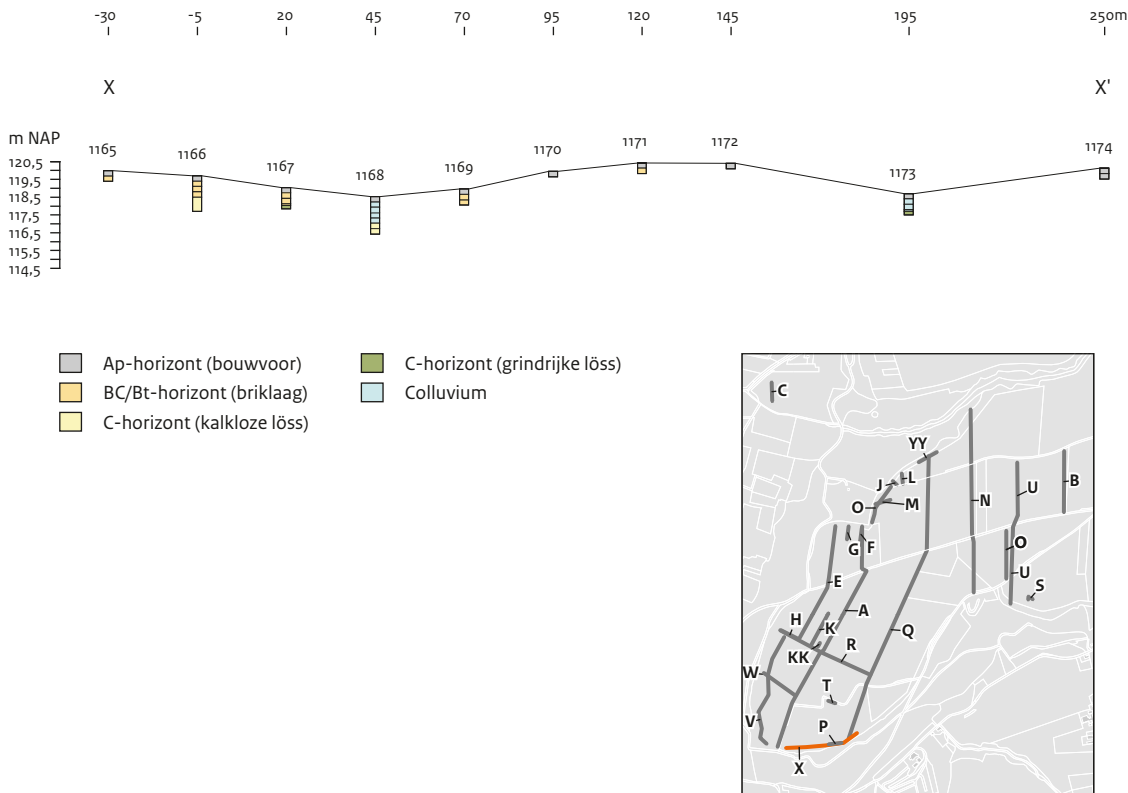 -30 -5 20 45 70 95 120 145 195 250m
X X'
m NAP
1165 1166 1167 1168 1169 1170 1171 1172 1173 1174
120,5
119,5
118,5
117,5
116,5
115,5
114,5
Ap-horizont (bouwvoor)
BC/Bt-horizont (briklaag)
C-horizont (kalkloze löss)
C-horizont (grindrijke löss)
Colluvium
C
YY
J L
O M N U B
G F O
E U S
A
H K Q
KK R
W T
V P
X